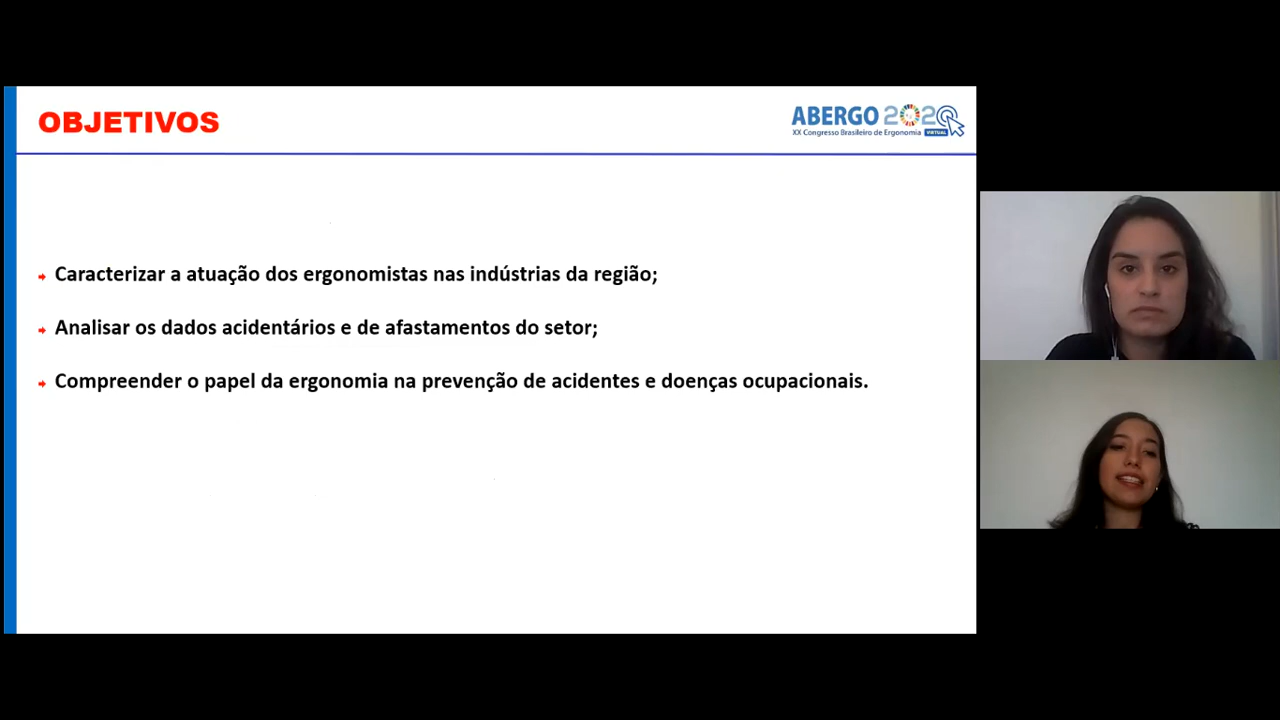 OBJETIVOS
ABERGO 2020
XX Congresso Brasileiro de Ergonomia VIRTUAL
Caracterizar a atuação dos ergonomistas nas indústrias da região;
Analisar os dados acidentários e de afastamentos do setor;
Compreender o papel da ergonomia na prevenção de acidentes e doenças ocupacionais.